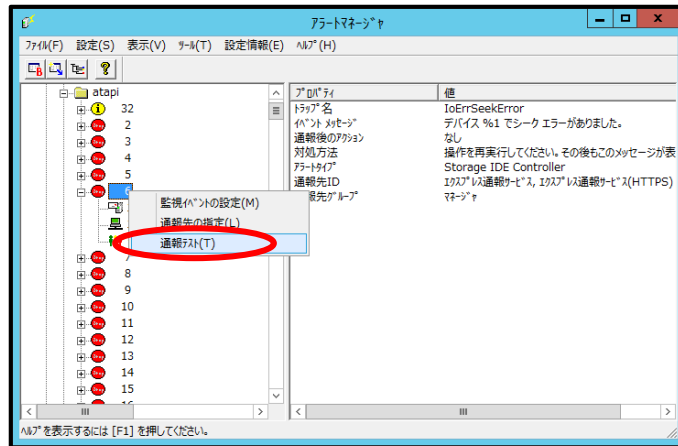 アラートマネージャ
ファイル(F) 設定(S) 表示(V) ツール(T) 設定情報(E) ヘルプ(H)
atapi
32
2
3
4
5
6
監視イベントの設定(M)
通報先の指定(L)
通報テスト(T)
7
8
9
10
11
12
13
14
15
16
プロパティ 値
トラップ名 IoErrSeekError
イベント メッセージ デバイス %1 でシーク エラーがありました。
通報後のアクション なし
対処方法 操作を再実行してください。その後もこのメッセージが表
アラートタイプ Storage IDE Controller
通報先ID エクスプレス通報サービス, エクスプレス通報サービス(HTTPS)
報先グループ マネージャ
ヘルプを表示するには [F1] を押してください。